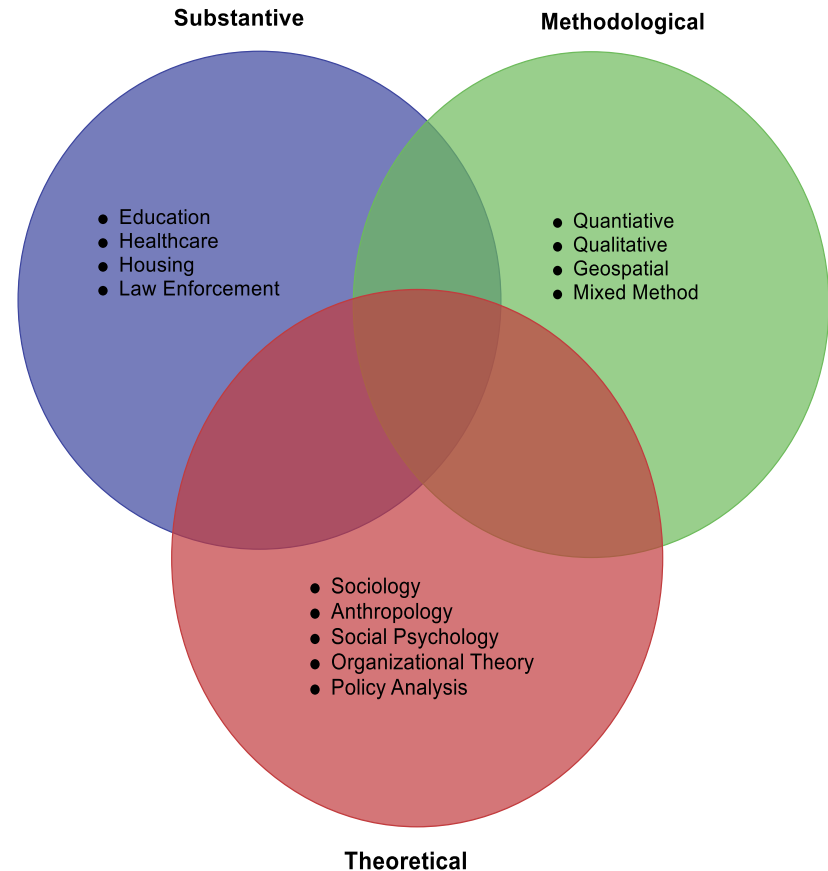 Substantive
Methodological
● Education
● Healthcare
● Housing
● Law Enforcement
● Quantiative
● Qualitative
● Geospatial
● Mixed Method
● Sociology
● Anthropology
● Social Psychology
● Organizational Theory
● Policy Analysis
Theoretical